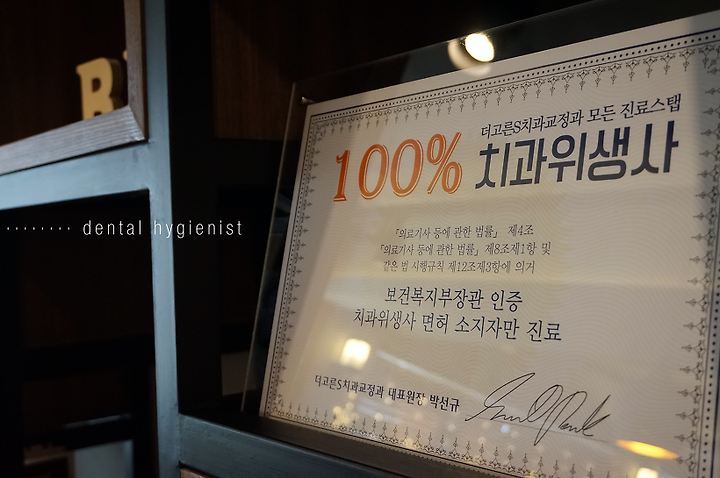 R
dental hygienist
더고른S치과교정과 모든 진료스탭
100% 치과위생사
「의료기사 등에 관한 법률」 제4조
「의료기사 등에 관한 법률」 제8조제1항 및
같은 법 시행규칙 제12조제3항에 의거
보건복지부장관 인증
치과위생사 면허 소지자만 진료
더고른S치과교정과 대표원장 박선규